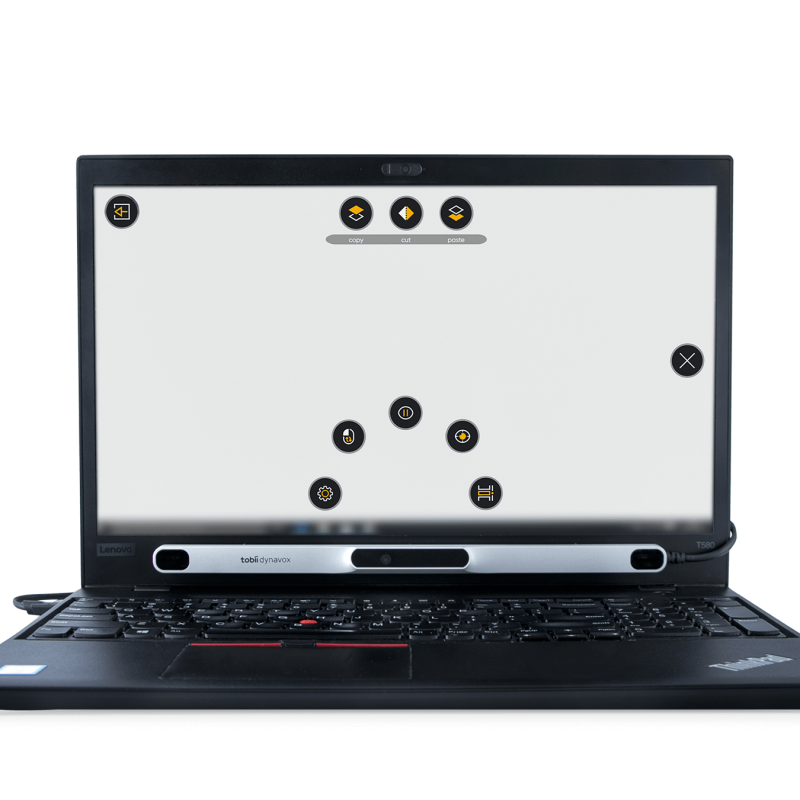 copy cut paste
Lenovo
T580
tobii dynavox
ThinkPad